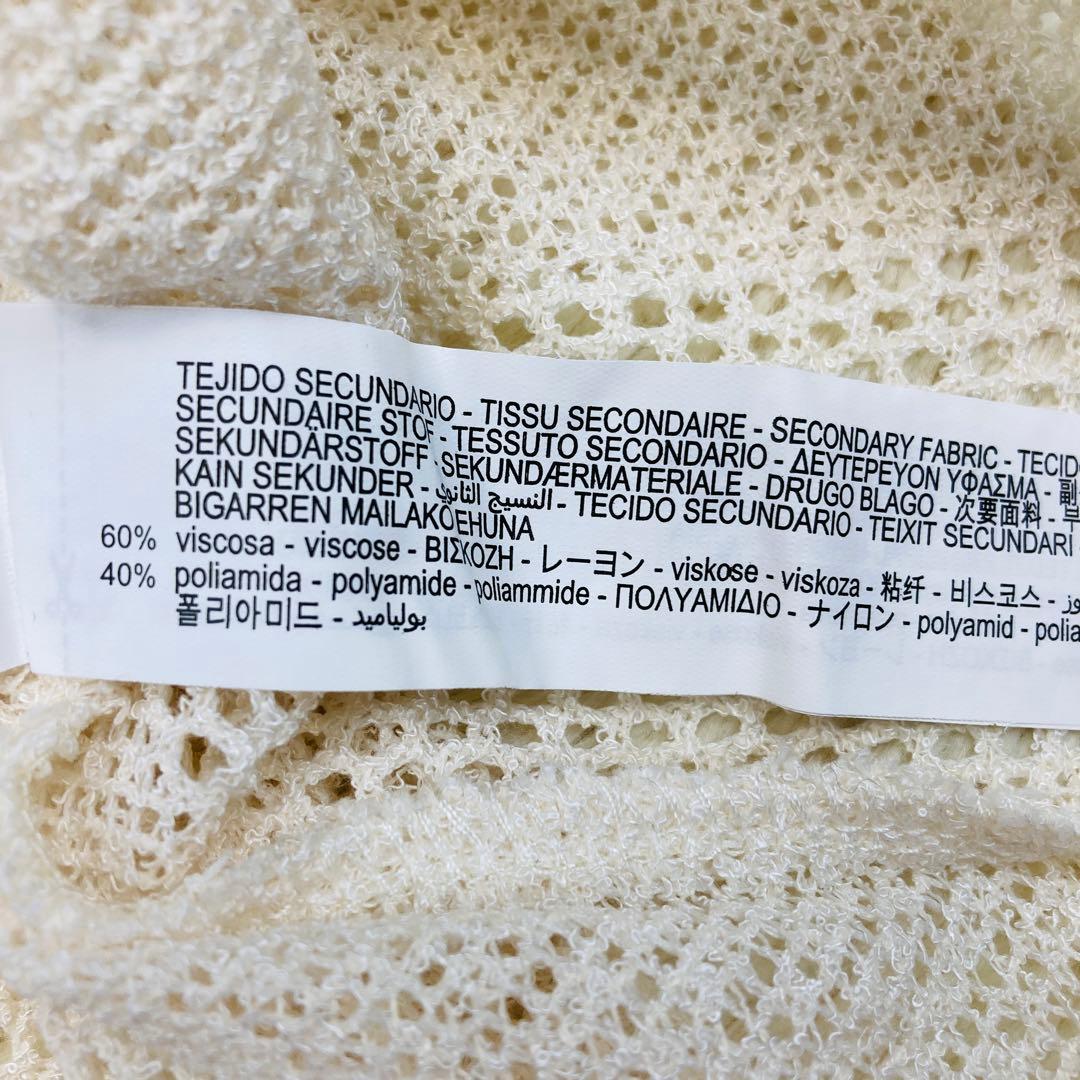 TEJIDO SECUNDARIO - TISSU SECONDAIRE - SECONDARY FABRIC - TECID
SECUNDAIRE STOF - TESSUTO SECONDARIO - ΔΕΥΤΕΡΕΥΟΝ ΥΦΑΣΜΑ - 副
SEKUNDÄRSTOFF - SEKUNDÆRMATERIALE - DRUGO BLAGO - 次要面料 - 부
KAIN SEKUNDER - النسيج الثانوي - TECIDO SECUNDARIO - TEIXIT SECUNDARI
BIGARREN MAILAKO EHUNA
60% viscosa - viscose - ΒΙΣΚΟΖΗ - レーヨン - viskose - viskoza - 粘纤 - 비스코스 -
40% poliamida - polyamide - poliammide - ΠΟΛΥΑΜΙΔΙΟ - ナイロン - polyamid - polia
폴리아미드 - بولياميد